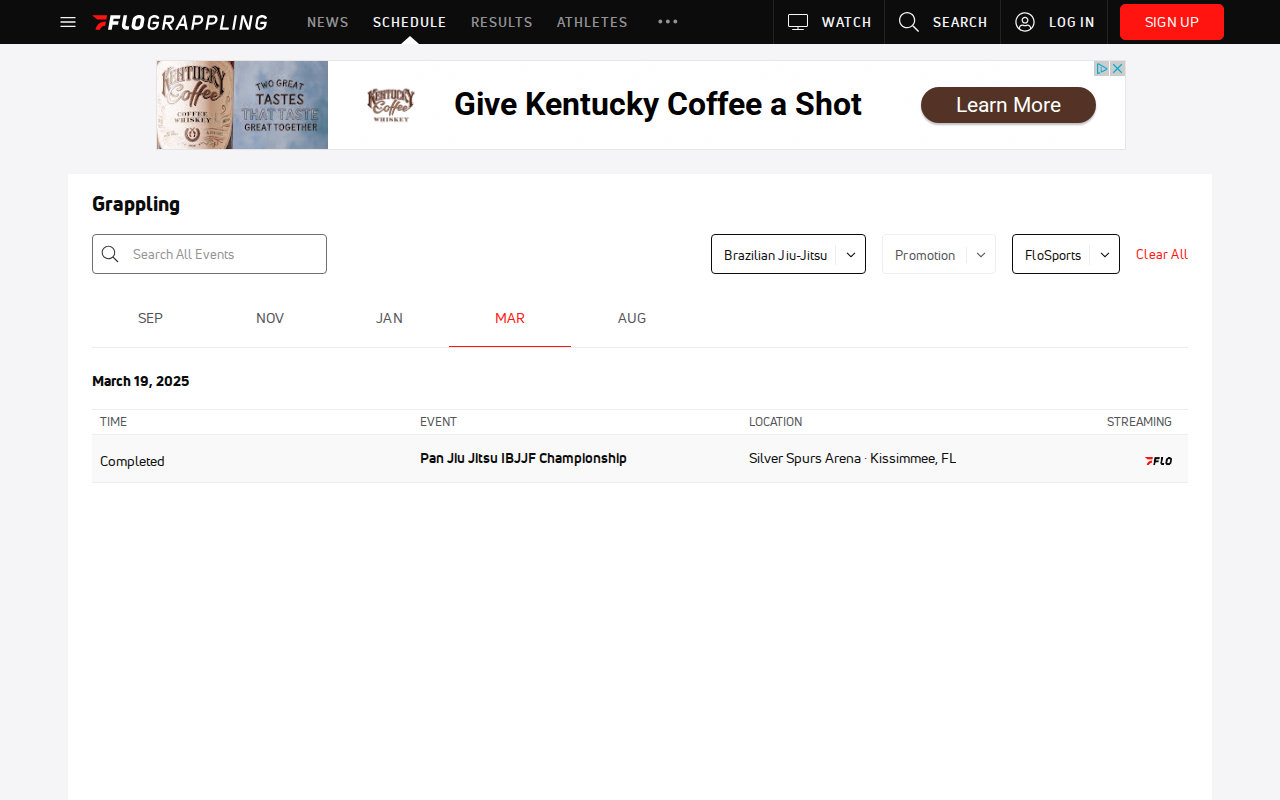 FLOGRAPPLING NEWS SCHEDULE RESULTS ATHLETES WATCH SEARCH LOG IN SIGN UP
KENTUCKY
Coffee
COFFEE
WHISKEY
TWO GREAT
TASTES
THAT TASTE
GREAT TOGETHER
KENTUCKY
Coffee
WHISKEY
Give Kentucky Coffee a Shot
Learn More
Grappling
Search All Events
Brazilian Jiu-Jitsu Promotion FloSports Clear All
SEP NOV JAN MAR AUG
March 19, 2025
TIME EVENT LOCATION STREAMING
Completed Pan Jiu Jitsu IBJJF Championship Silver Spurs Arena · Kissimmee, FL FLO